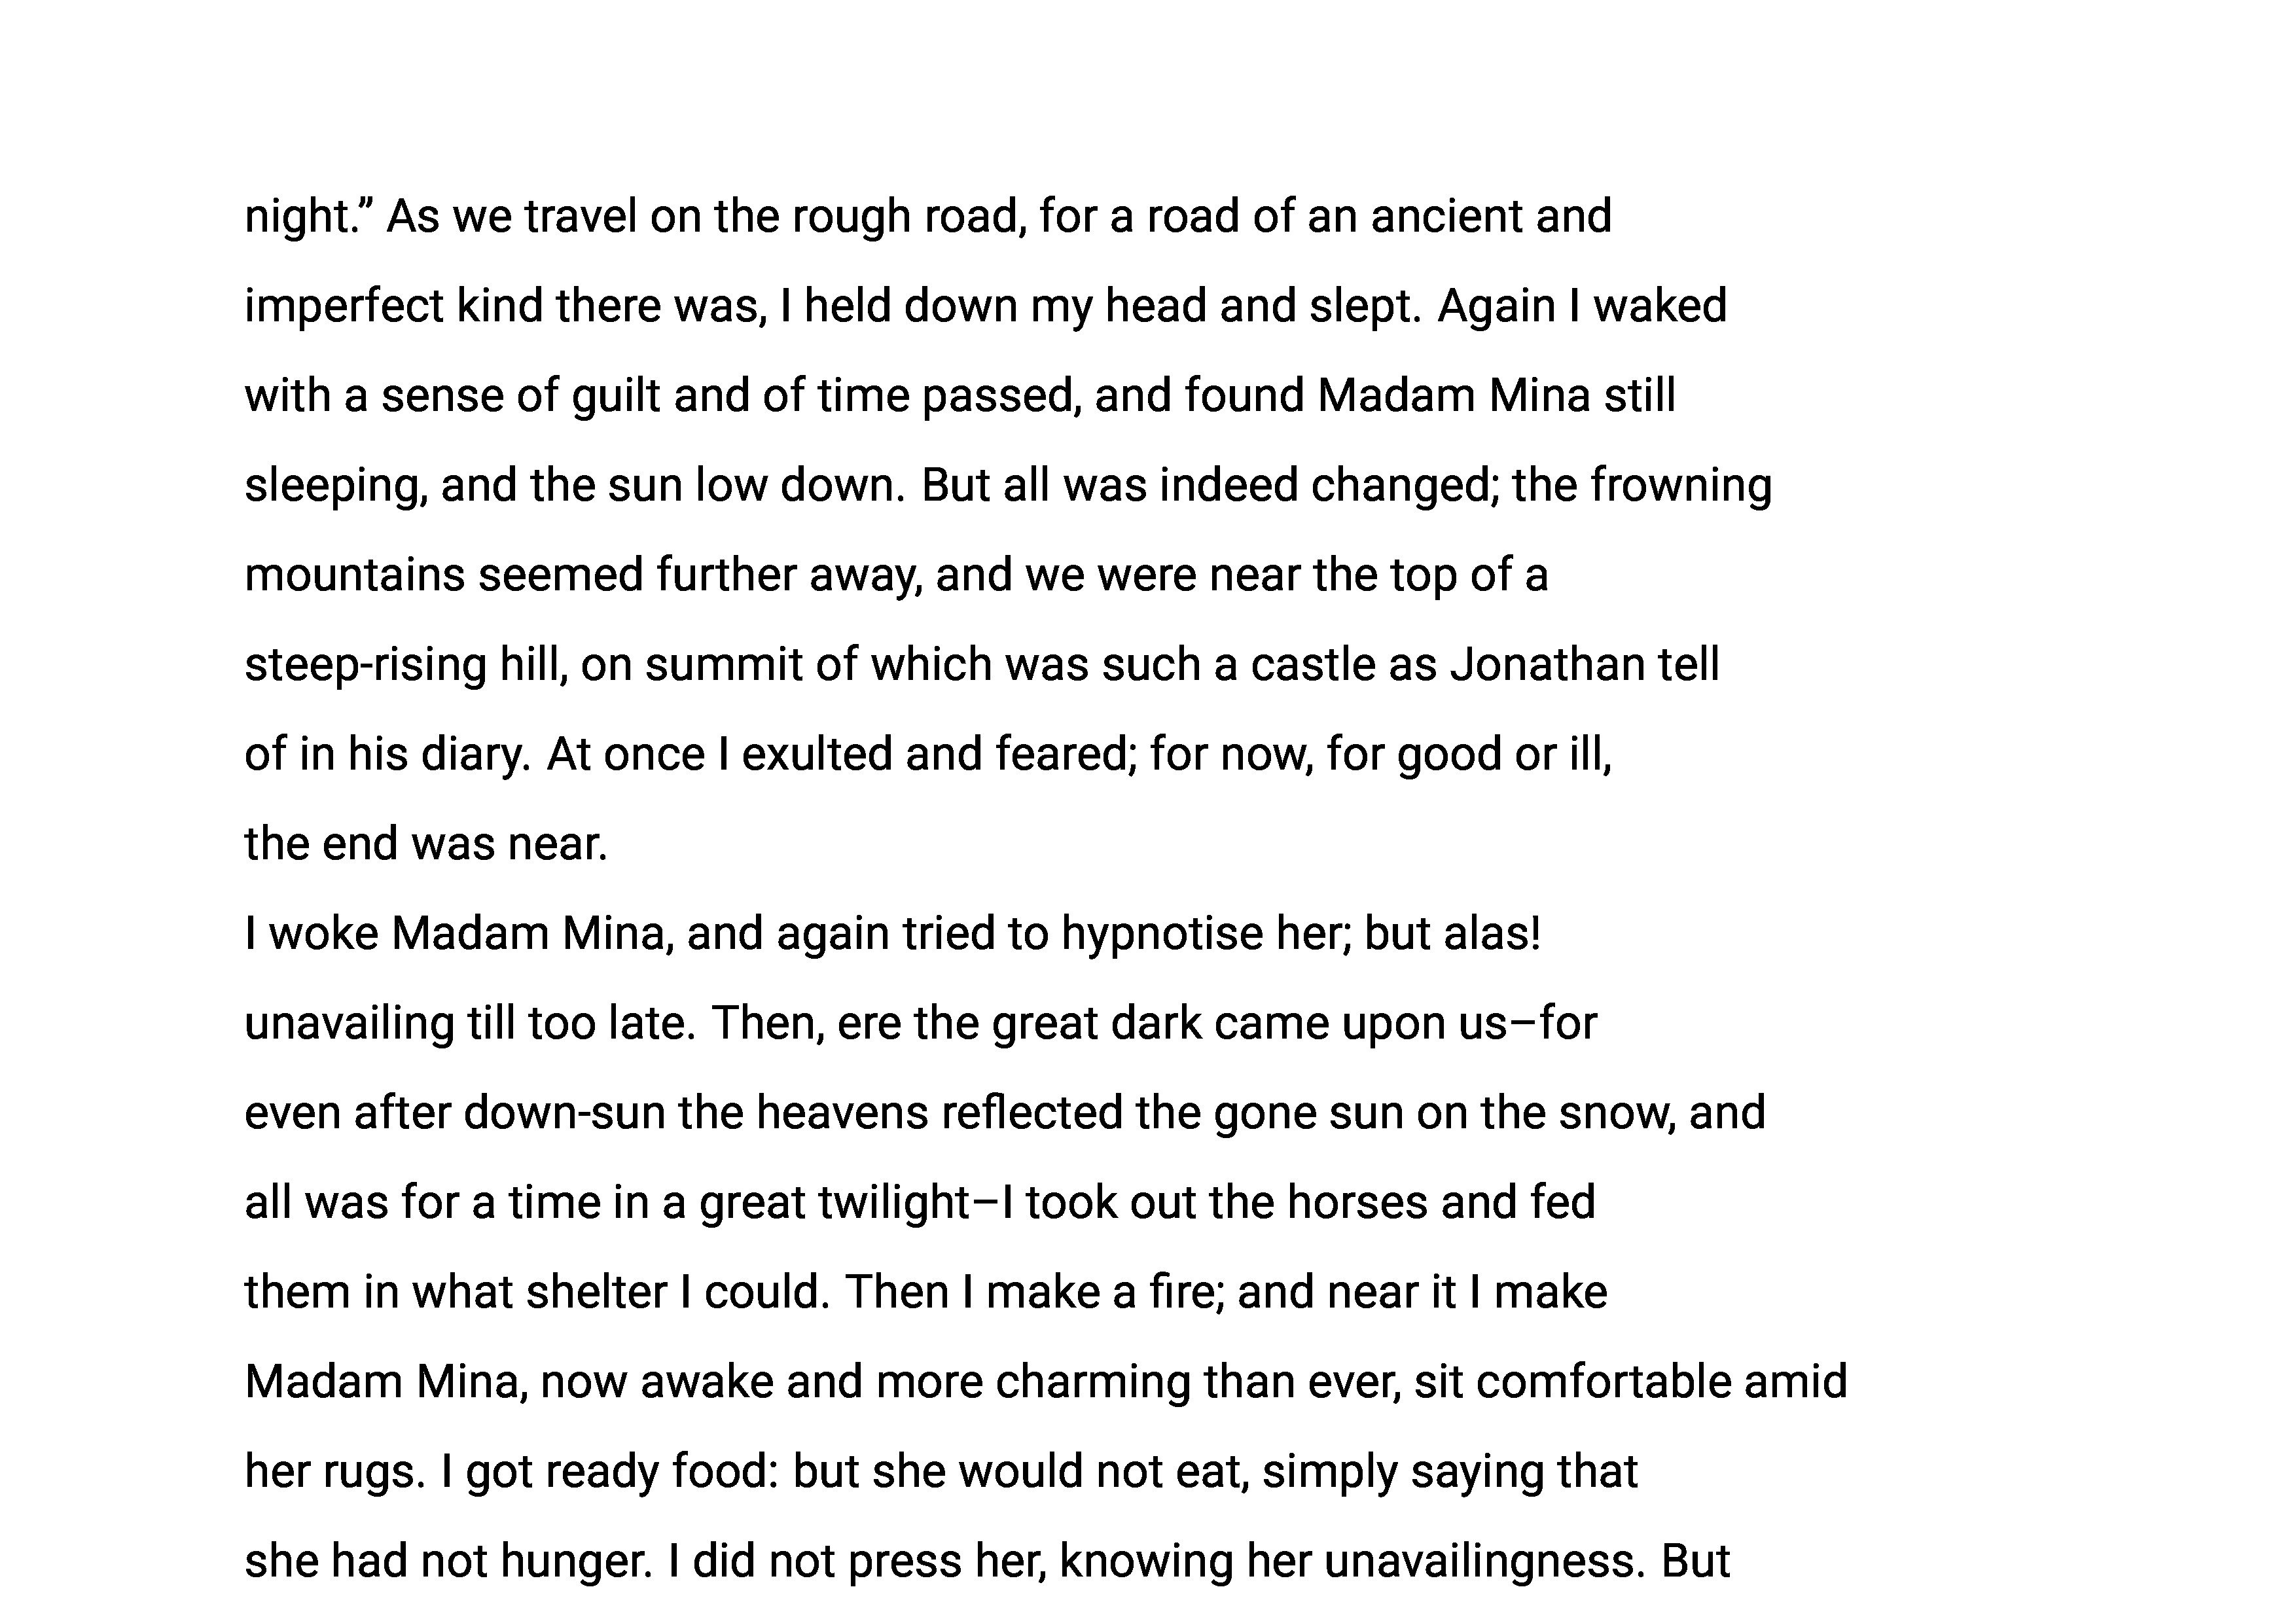 night.” As we travel on the rough road, for a road of an ancient and
imperfect kind there was, I held down my head and slept. Again I waked
with a sense of guilt and of time passed, and found Madam Mina still
sleeping, and the sun low down. But all was indeed changed; the frowning
mountains seemed further away, and we were near the top of a
steep-rising hill, on summit of which was such a castle as Jonathan tell
of in his diary. At once I exulted and feared; for now, for good or ill,
the end was near.
I woke Madam Mina, and again tried to hypnotise her; but alas!
unavailing till too late. Then, ere the great dark came upon us–for
even after down-sun the heavens reflected the gone sun on the snow, and
all was for a time in a great twilight–I took out the horses and fed
them in what shelter I could. Then I make a fire; and near it I make
Madam Mina, now awake and more charming than ever, sit comfortable amid
her rugs. I got ready food: but she would not eat, simply saying that
she had not hunger. I did not press her, knowing her unavailingness. But